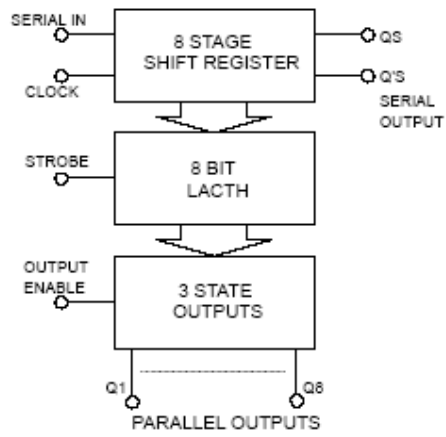 SERIAL IN
CLOCK
8 STAGE
SHIFT REGISTER
QS
Q'S
SERIAL
OUTPUT
STROBE
8 BIT
LACTH
OUTPUT
ENABLE
3 STATE
OUTPUTS
Q1
Q8
PARALLEL OUTPUTS